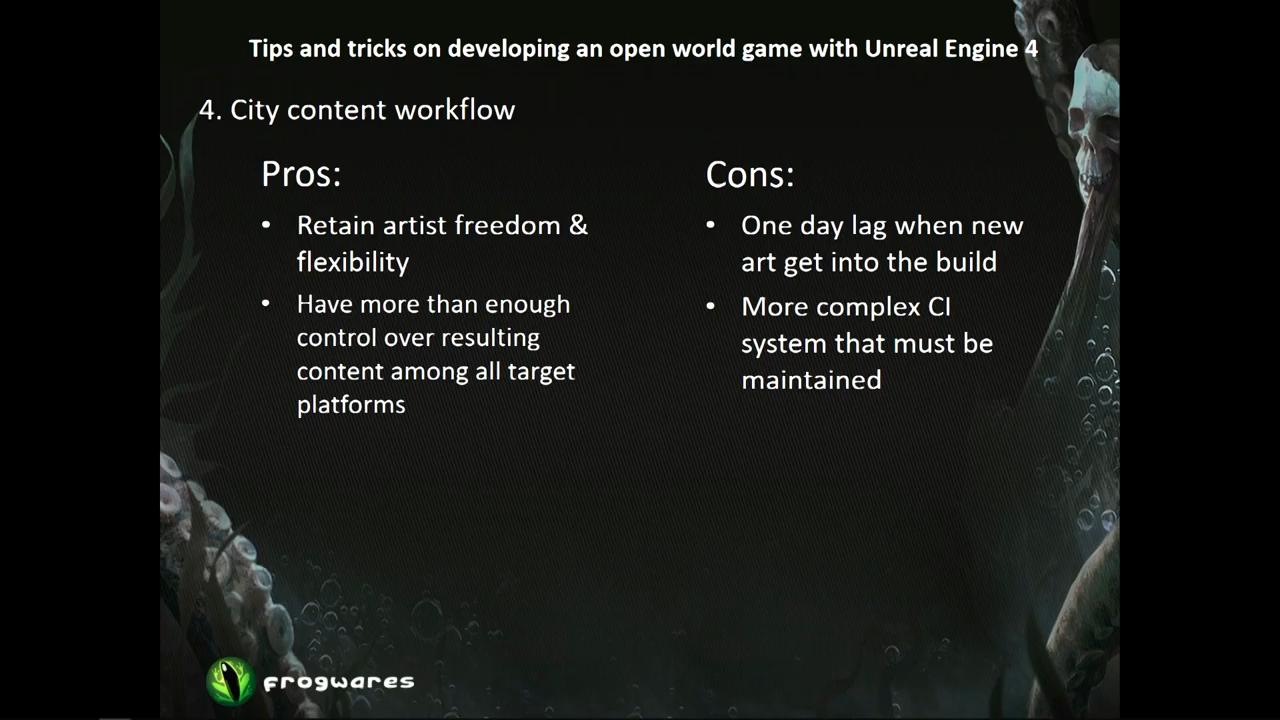 Tips and tricks on developing an open world game with Unreal Engine 4
4. City content workflow
Pros:
• Retain artist freedom &
flexibility
• Have more than enough
control over resulting
content among all target
platforms
Cons:
• One day lag when new
art get into the build
• More complex CI
system that must be
maintained
frogwares